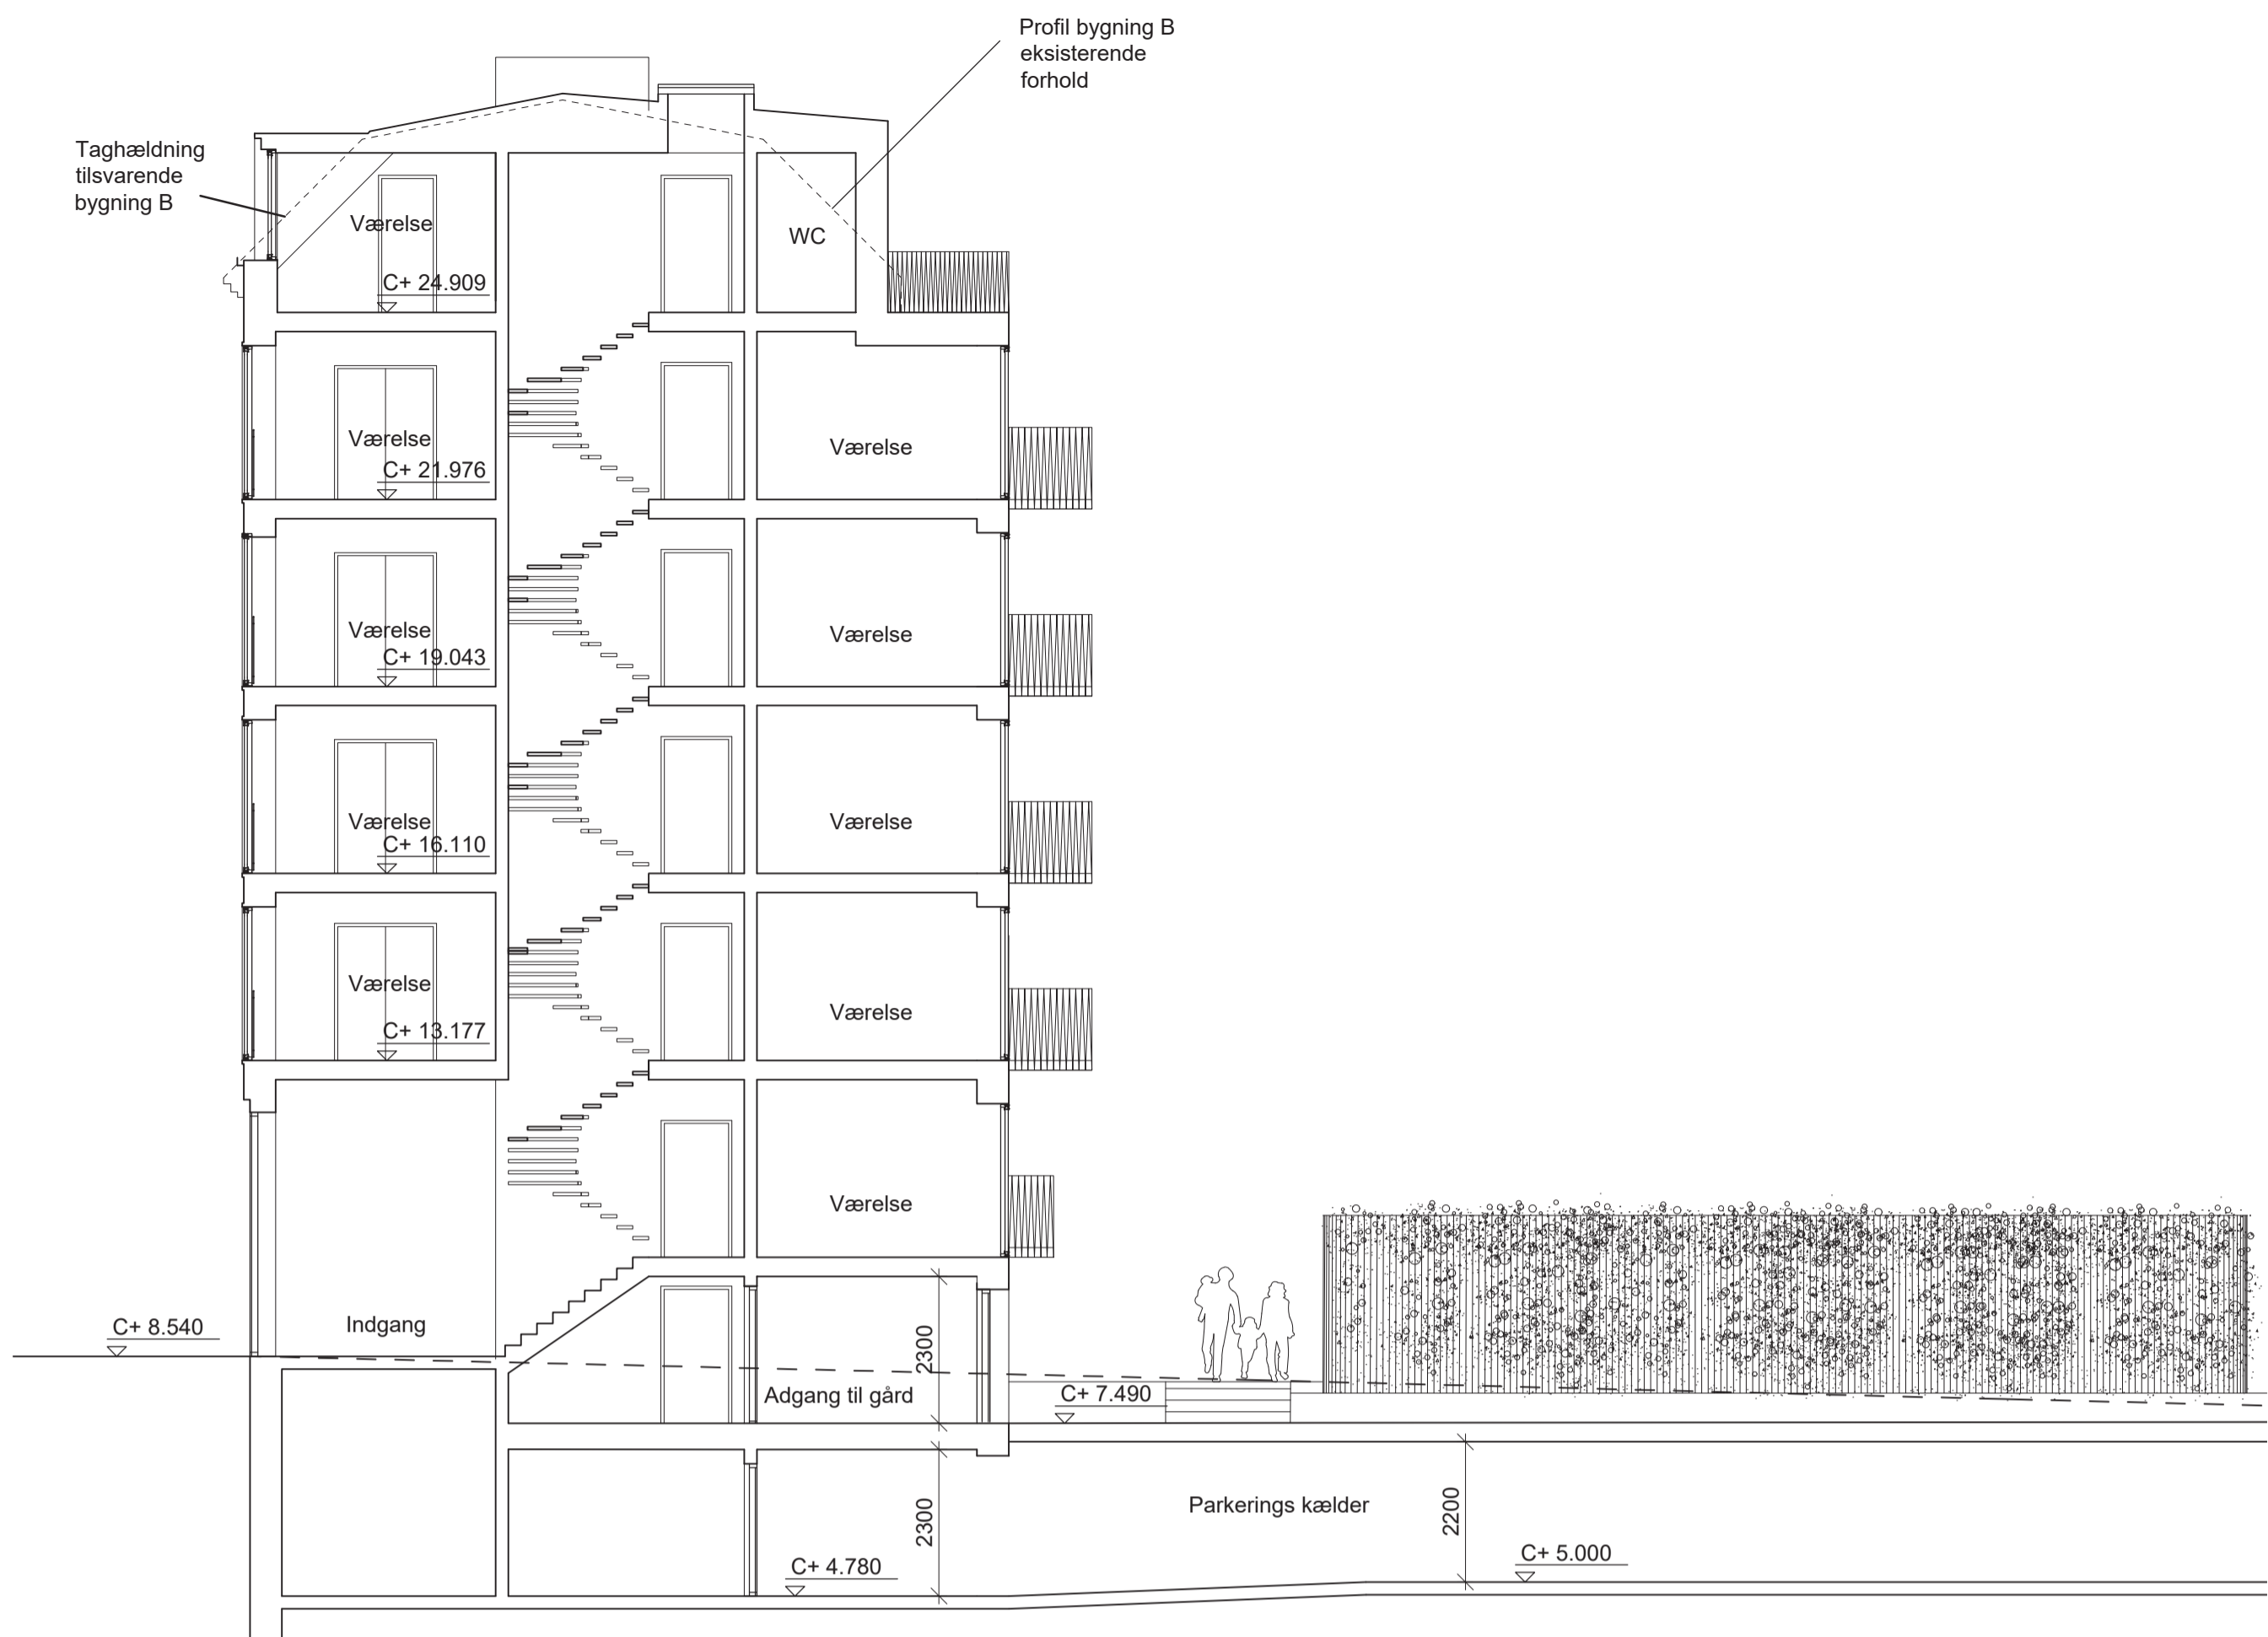 Profil bygning B
eksisterende
forhold
Taghældning
tilsvarende
bygning B
Værelse
WC
C+ 24.909
Værelse
Værelse
C+ 21.976
Værelse
Værelse
C+ 19.043
Værelse
Værelse
C+ 16.110
Værelse
Værelse
C+ 13.177
Værelse
C+ 8.540
Indgang
2300
Adgang til gård
C+ 7.490
2300
Parkerings kælder
2200
C+ 4.780
C+ 5.000